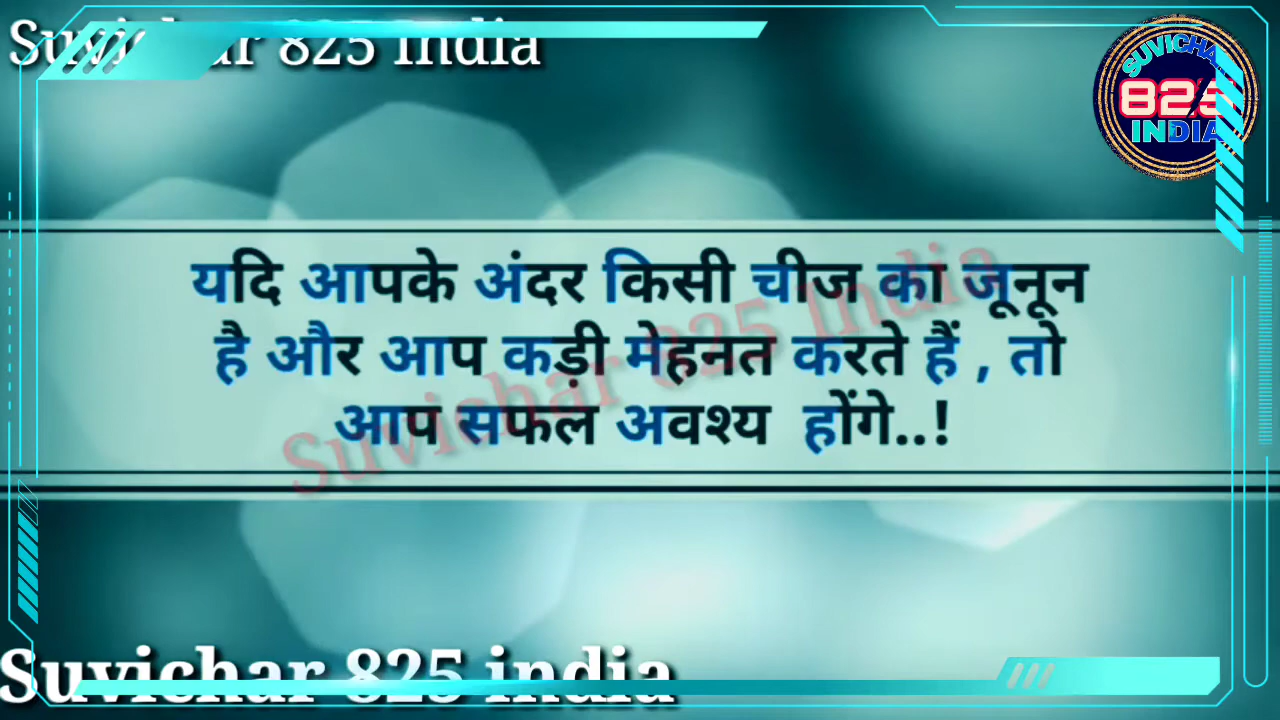 Suvichar 825 India
SUVICHAR
825
INDIA
यदि आपके अंदर किसी चीज का जूनून
है और आप कड़ी मेहनत करते हैं , तो
आप सफल अवश्य होंगे..!
Suvichar 825 India
Suvichar 825 india